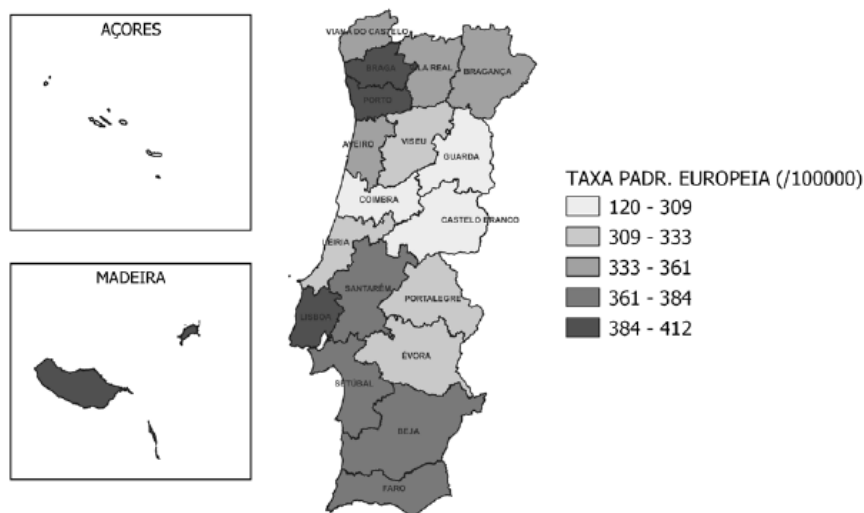 AÇORES
MADEIRA
VIANA DO CASTELO
BRAGA
VILA REAL
BRAGANÇA
PORTO
AVEIRO
VISEU
GUARDA
COIMBRA
CASTELO BRANCO
LEIRIA
SANTARÉM
PORTALEGRE
LISBOA
ÉVORA
SETÚBAL
BEJA
FARO
TAXA PADR. EUROPEIA (/100000)
120 - 309
309 - 333
333 - 361
361 - 384
384 - 412